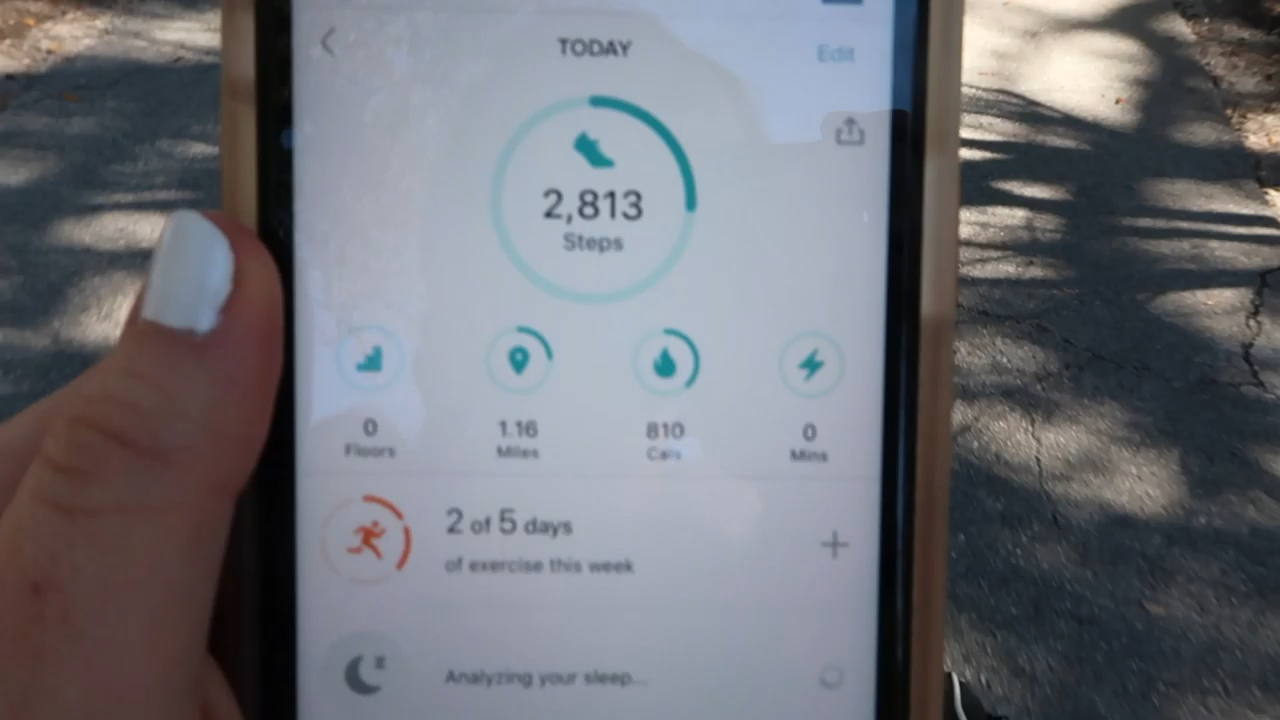 TODAY
Edit
2,813
Steps
0
Floors
1.16
Miles
810
Cals
0
Mins
2 of 5 days
of exercise this week
z
Analyzing your sleep...